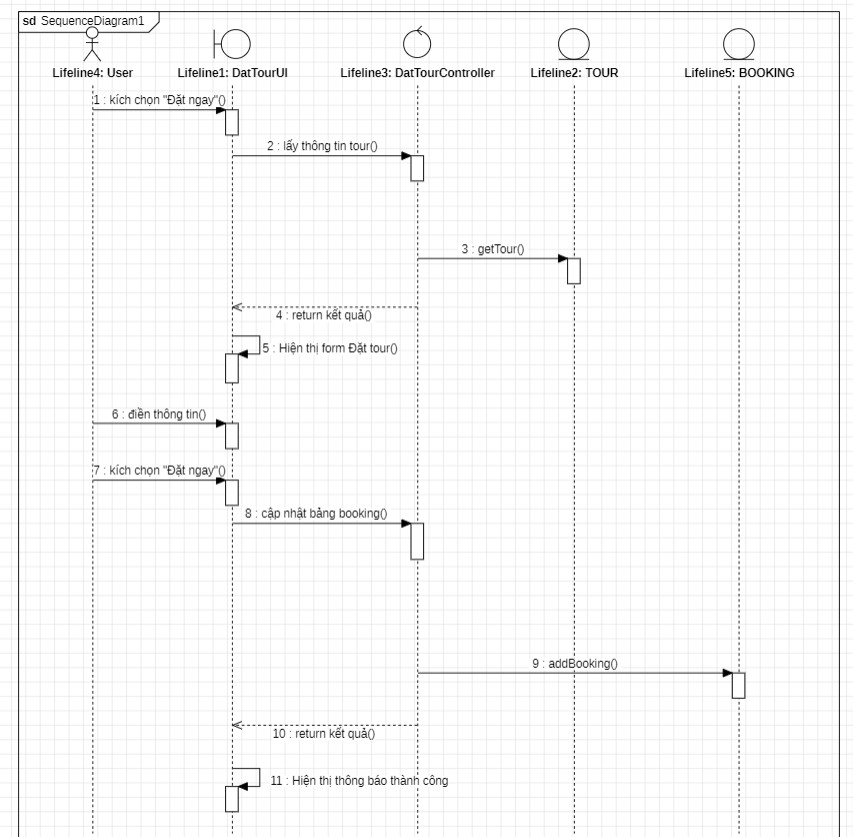 sd SequenceDiagram1
Lifeline4: User
Lifeline1: DatTourUI
Lifeline3: DatTourController
Lifeline2: TOUR
Lifeline5: BOOKING
1 : kích chọn "Đặt ngay"()
2 : lấy thông tin tour()
3 : getTour()
4 : return kết quả()
5 : Hiện thị form Đặt tour()
6 : điền thông tin()
7 : kích chọn "Đặt ngay"()
8 : cập nhật bảng booking()
9 : addBooking()
10 : return kết quả()
11 : Hiện thị thông báo thành công